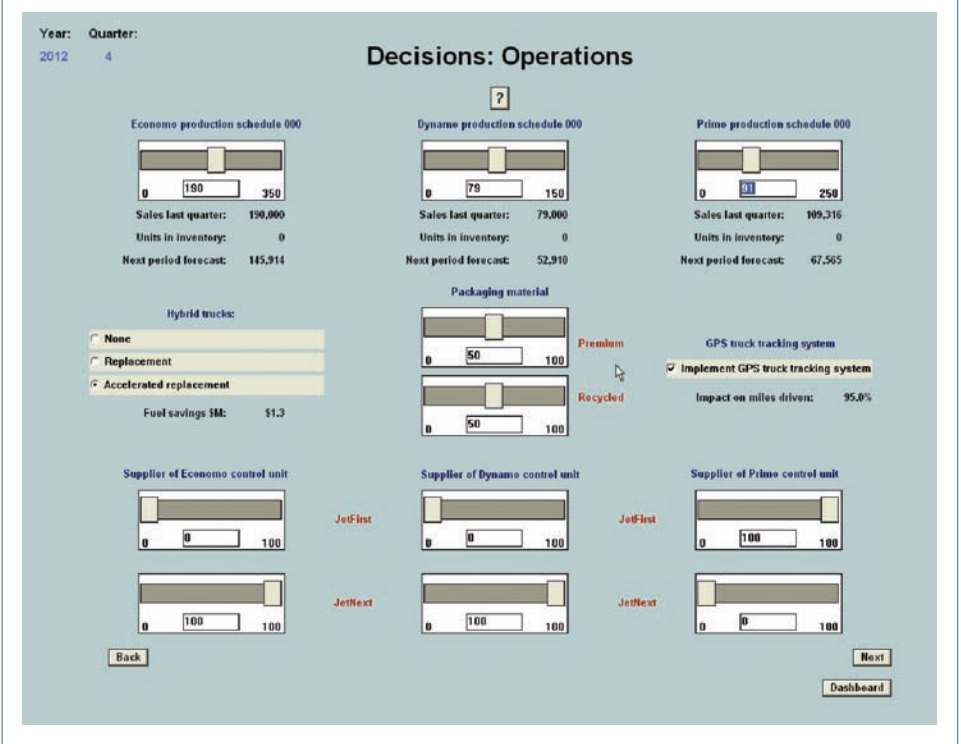 Year: Quarter:
2012 4
Decisions: Operations
?
Economo production schedule 000 Dynamo production schedule 000 Primo production schedule 000
0 190 350 0 79 150 0 91 250
Sales last quarter: 190,000 Sales last quarter: 79,000 Sales last quarter: 109,316
Units in inventory: 0 Units in inventory: 0 Units in inventory: 0
Next period forecast: 145,914 Next period forecast: 52,910 Next period forecast: 67,565
Packaging material
Hybrid trucks:
None
Premium GPS truck tracking system
0 50 100
Replacement
Implement GPS truck tracking system
Accelerated replacement
Recycled Impact on miles driven: 95.0%
Fuel savings $M: $1.3
0 50 100
Supplier of Economo control unit Supplier of Dynamo control unit Supplier of Primo control unit
JetFirst JetFirst
0 0 100 0 0 100 0 100 100
JetNext JetNext
0 100 100 0 100 100 0 0 100
Back Next
Dashboard